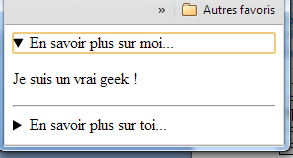 » Autres favoris
▼ En savoir plus sur moi...
Je suis un vrai geek !
► En savoir plus sur toi...